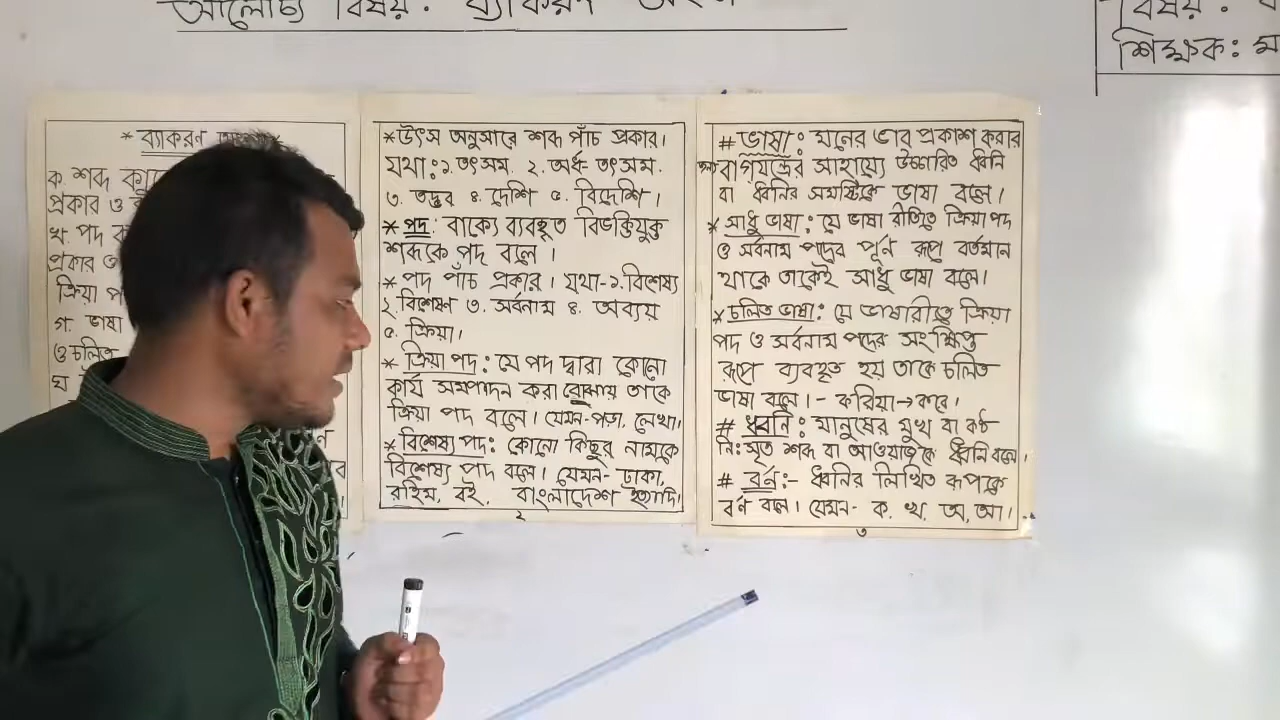 আলোচ্য বিষয়: ব্যাকরণ
বিষয়:
শিক্ষক: ম
* ব্যাকরণ
ক. শব্দ
প্রকার ও
খ. পদ
প্রকার
ক্রিয়া
গ. ভাষা
ও চলিত
ঘ
*উৎস অনুসারে শব্দ পাঁচ প্রকার।
যথা: ১. তৎসম. ২. অর্ধ তৎসম.
৩. তদ্ভব ৪. দেশি ৫. বিদেশি।
* পদ: বাক্যে ব্যবহৃত বিভক্তিযুক্ত
শব্দকে পদ বলে।
* পদ পাঁচ প্রকার। যথা-১.বিশেষ্য
২.বিশেষণ ৩. সর্বনাম ৪. অব্যয়
৫. ক্রিয়া।
* ক্রিয়া পদ: যে পদ দ্বারা কোনো
কার্য সম্পাদন করা বোঝায় তাকে
ক্রিয়া পদ বলে। যেমন-পড়া, লেখা।
* বিশেষ্য পদ: কোনো কিছুর নামকে
বিশেষ্য পদ বলে। যেমন- ঢাকা,
রহিম, বই, বাংলাদেশ ইত্যাদি।
২
# ভাষা: মনের ভাব প্রকাশ করার
বাগযন্ত্রের সাহায্যে উচ্চারিত ধ্বনি
বা ধ্বনির সমষ্টিকে ভাষা বলে।
* সাধু ভাষা: যে ভাষা রীতিতে ক্রিয়াপদ
ও সর্বনাম পদের পূর্ণ রূপে বর্তমান
থাকে তাকেই সাধু ভাষা বলে।
* চলিত ভাষা: যে ভাষারীতে ক্রিয়া
পদ ও সর্বনাম পদের সংক্ষিপ্ত
রূপে ব্যবহৃত হয় তাকে চলিত
ভাষা বলে। - করিয়া→করে।
# ধ্বনি: মানুষের মুখ বা কণ্ঠ
নি:সৃত শব্দ বা আওয়াজকে ধ্বনি বলে।
# বর্ন:- ধ্বনির লিখিত রূপকে
বর্ন বলে। যেমন- ক. খ. অ, আ।
৩